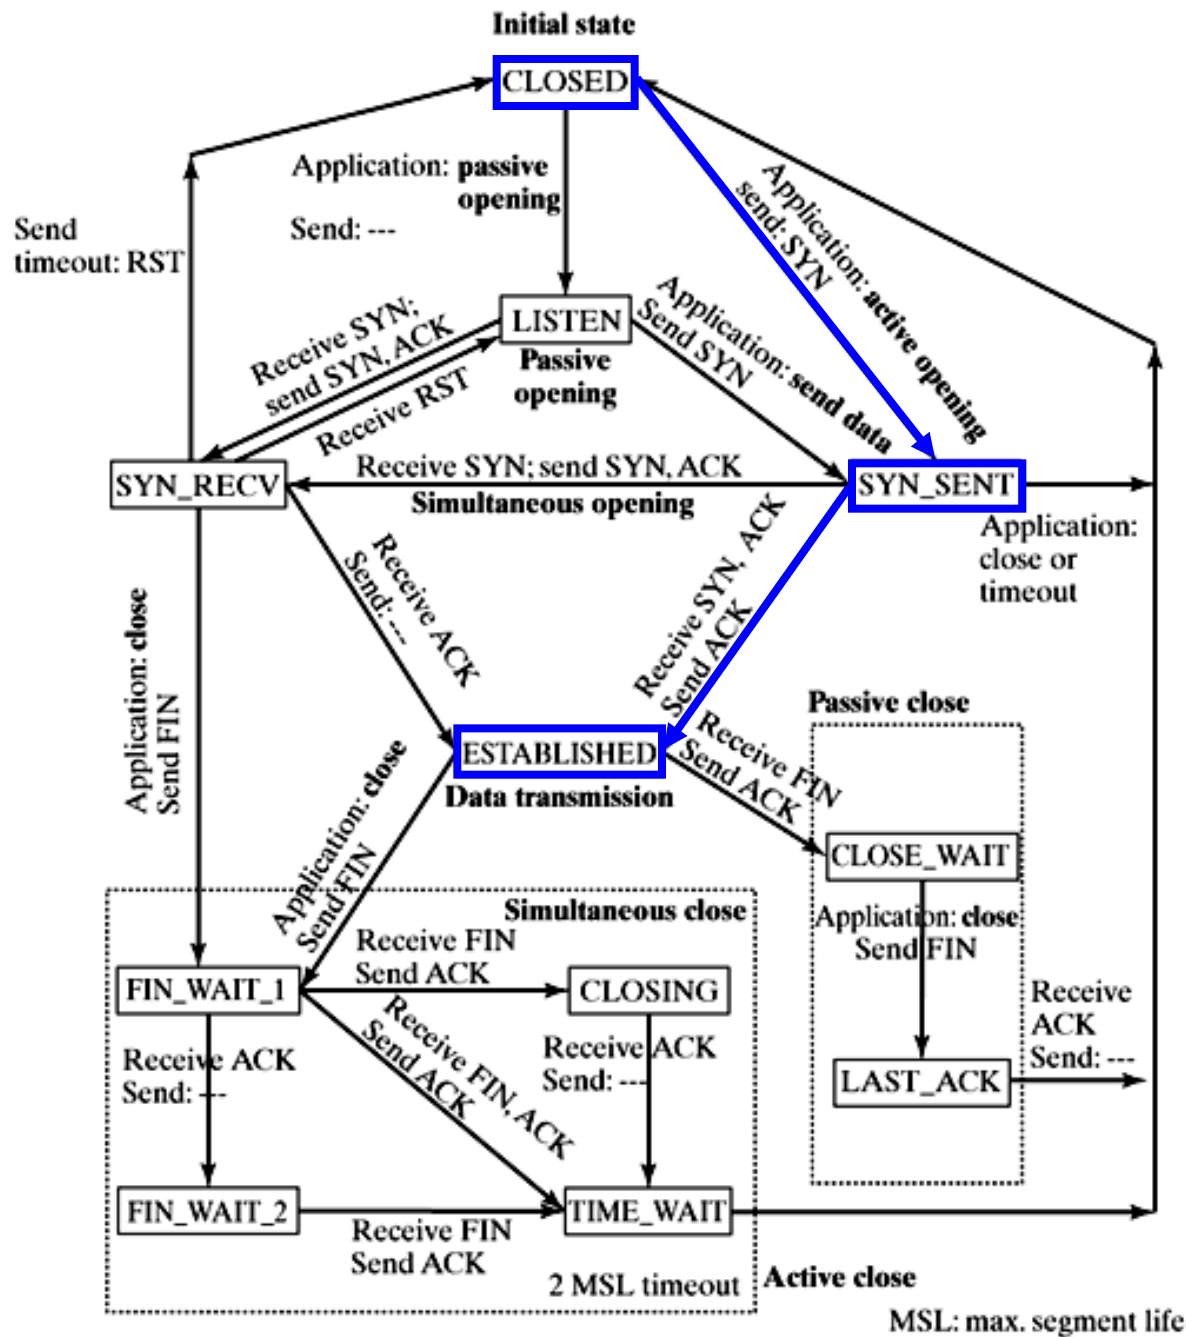 Initial state
CLOSED
Application: passive
opening
Send: ---
Send
timeout: RST
Application: active opening
send: SYN
LISTEN
Passive
opening
Application: send data
Send SYN
Receive SYN;
send SYN, ACK
Receive RST
SYN_RECV
Receive SYN; send SYN, ACK
Simultaneous opening
SYN_SENT
Application:
close or
timeout
Receive ACK
Send: ---
Receive SYN, ACK
Send ACK
Application: close
Send FIN
ESTABLISHED
Data transmission
Receive FIN
Send ACK
Passive close
CLOSE_WAIT
Application: close
Send FIN
LAST_ACK
Receive
ACK
Send: ---
Application: close
Send FIN
Simultaneous close
FIN_WAIT_1
Receive FIN
Send ACK
CLOSING
Receive ACK
Send: ---
Receive FIN, ACK
Send ACK
Receive ACK
Send: ---
FIN_WAIT_2
Receive FIN
Send ACK
TIME_WAIT
2 MSL timeout
Active close
MSL: max. segment life